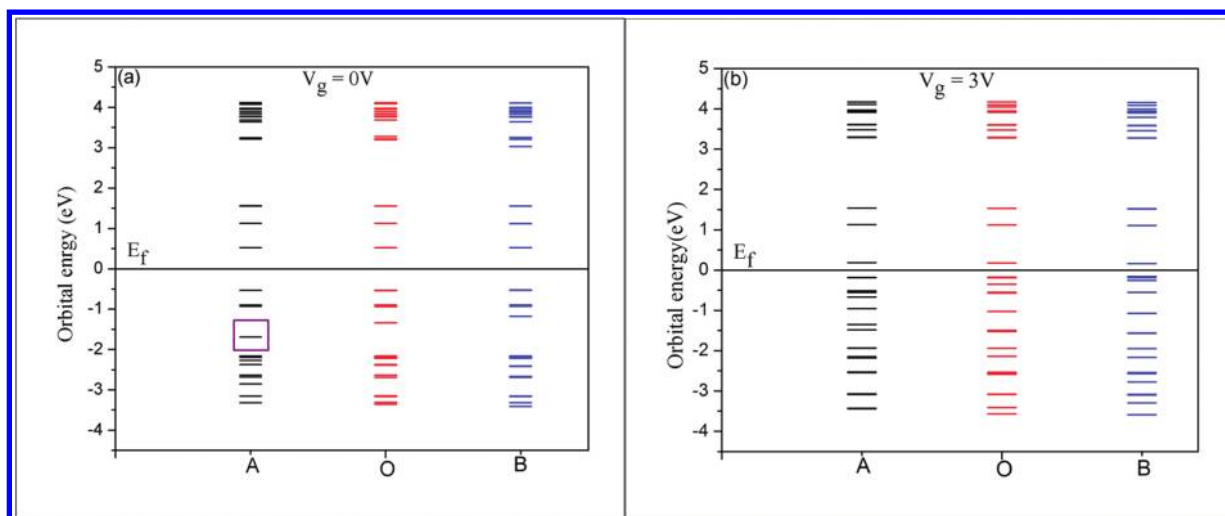 (a) V_g = 0V
5
4
3
2
1
E_f
0
-1
-2
-3
-4
Orbital enrgy (eV)
A O B
(b) V_g = 3V
5
4
3
2
1
E_f
0
-1
-2
-3
-4
Orbital energy(eV)
A O B